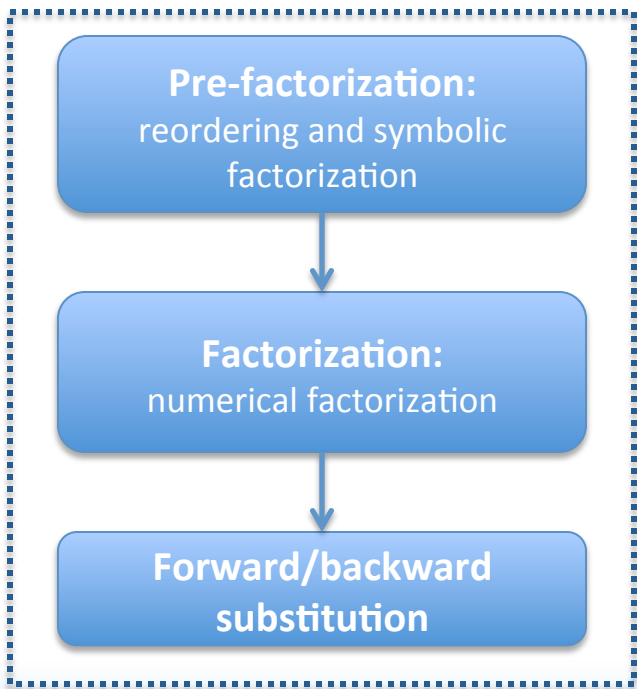 Pre-factorization:
reordering and symbolic
factorization
Factorization:
numerical factorization
Forward/backward
substitution